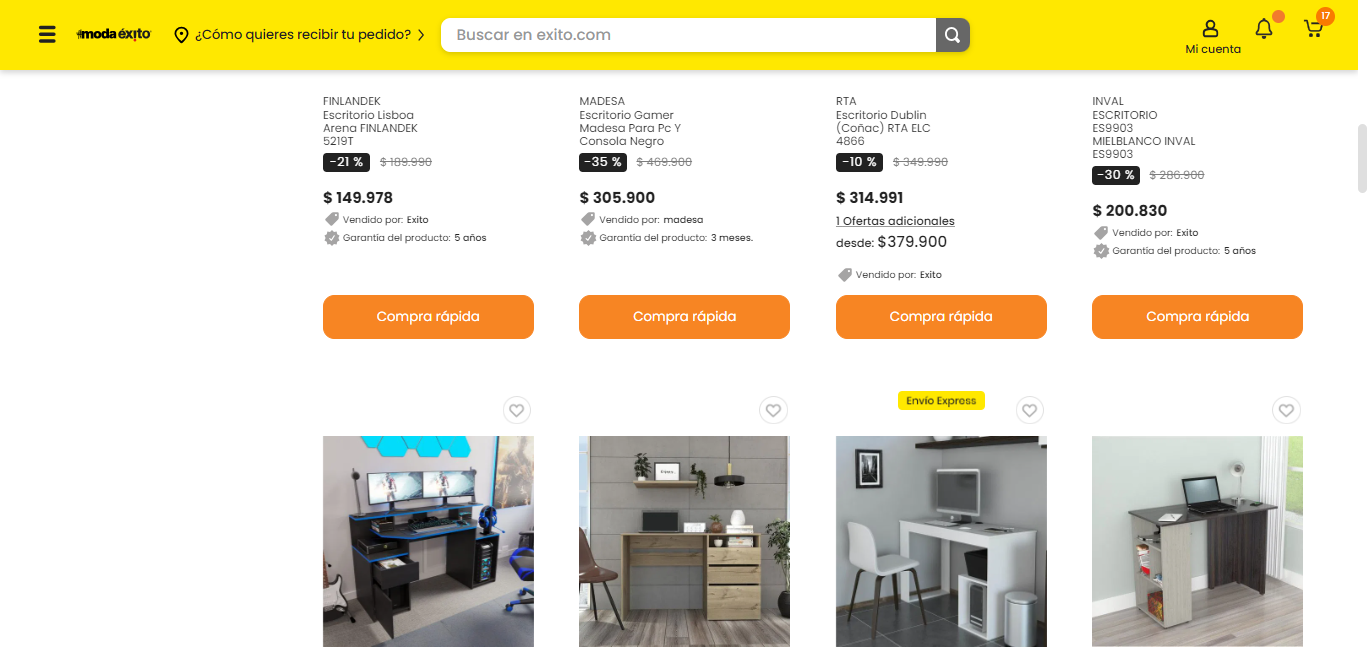 moda éxito
¿Cómo quieres recibir tu pedido?
Buscar en exito.com
Mi cuenta
17
FINLANDEK
Escritorio Lisboa
Arena FINLANDEK
5219T
-21 %
$ 189.990
$ 149.978
Vendido por: Exito
Garantía del producto: 5 años
Compra rápida
MADESA
Escritorio Gamer
Madesa Para Pc Y
Consola Negro
-35 %
$ 469.900
$ 305.900
Vendido por: madesa
Garantía del producto: 3 meses.
Compra rápida
RTA
Escritorio Dublin
(Coñac) RTA ELC
4866
-10 %
$ 349.990
$ 314.991
1 Ofertas adicionales
desde: $379.900
Vendido por: Exito
Compra rápida
INVAL
ESCRITORIO
ES9903
MIELBLANCO INVAL
ES9903
-30 %
$ 286.900
$ 200.830
Vendido por: Exito
Garantía del producto: 5 años
Compra rápida
Envío Express